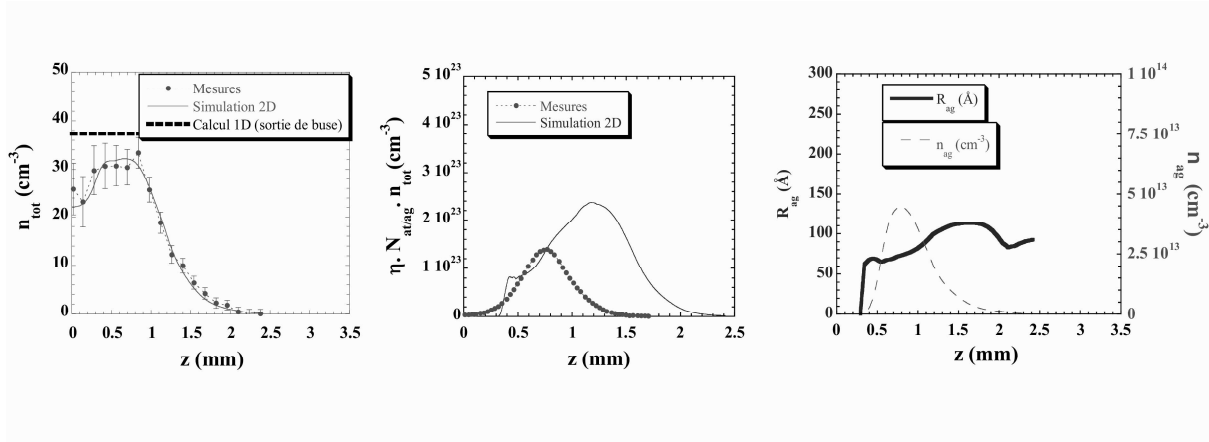 50
40
30
20
10
0
n_tot (cm^-3)
Mesures
Simulation 2D
Calcul 1D (sortie de buse)
0 0.5 1 1.5 2 2.5 3 3.5
z (mm)
5 10^23
4 10^23
3 10^23
2 10^23
1 10^23
0
η. N_at/ag. n_tot (cm^-3)
Mesures
Simulation 2D
0 0.5 1 1.5 2 2.5
z (mm)
300
250
200
150
100
50
0
R_ag (Å)
R_ag (Å)
n_ag (cm^-3)
1 10^14
7.5 10^13
5 10^13
2.5 10^13
0
n_ag (cm^-3)
0 0.5 1 1.5 2 2.5 3 3.5
z (mm)